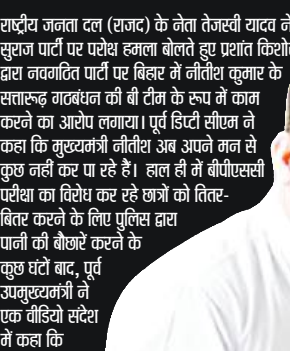 राष्ट्रीय जनता दल (राजद) के नेता तेजस्वी यादव ने
सुराज पार्टी पर परोक्ष हमला बोलते हुए प्रशांत किशो
द्वारा नवगठित पार्टी पर बिहार में नीतीश कुमार के
सत्तारूढ़ गठबंधन की बी टीम के रूप में काम
करने का आरोप लगाया। पूर्व डिप्टी सीएम ने
कहा कि मुख्यमंत्री नीतीश अब अपने मन से
कुछ नहीं कर पा रहे हैं। हाल ही में बीपीएससी
परीक्षा का विरोध कर रहे छात्रों को तितर-
बितर करने के लिए पुलिस द्वारा
पानी की बौछारें करने के
कुछ घंटों बाद, पूर्व
उपमुख्यमंत्री ने
एक वीडियो संदेश
में कहा कि